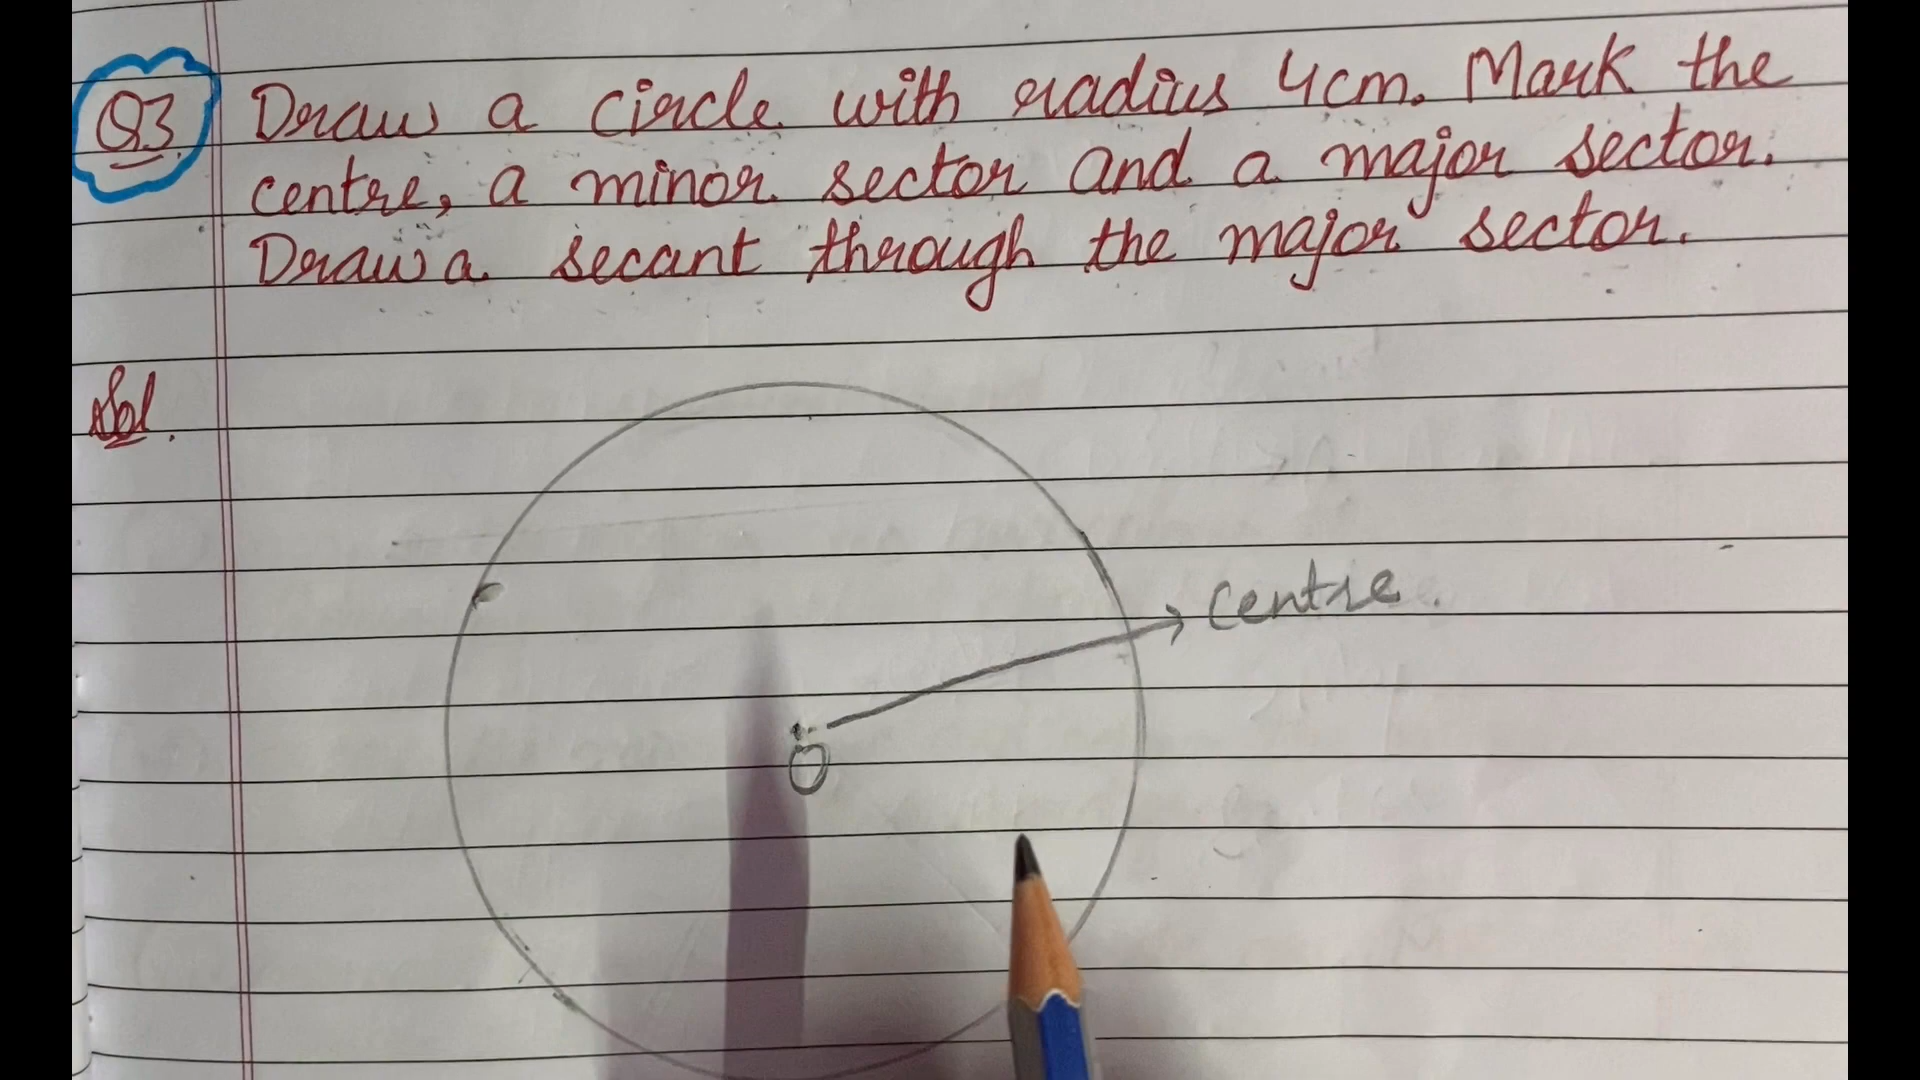 Q3 Draw a circle with radius 4cm. Mark the
centre, a minor sector and a major sector.
Draw a secant through the major sector.
Sol.
centre.
O